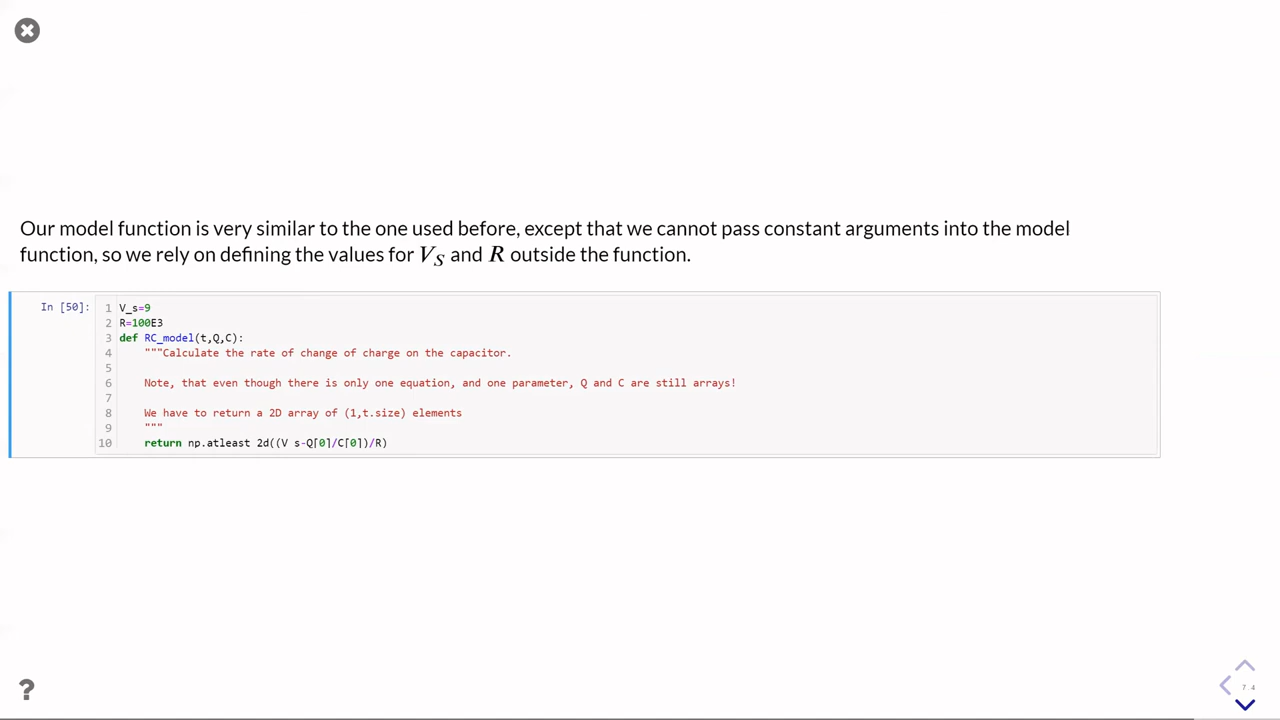 Our model function is very similar to the one used before, except that we cannot pass constant arguments into the model
function, so we rely on defining the values for V_S and R outside the function.
In [50]:
1 V_s=9
2 R=100E3
3 def RC_model(t,Q,C):
4 """Calculate the rate of change of charge on the capacitor.
5
6 Note, that even though there is only one equation, and one parameter, Q and C are still arrays!
7
8 We have to return a 2D array of (1,t.size) elements
9 """
10 return np.atleast_2d((V_s-Q[0]/C[0])/R)
?
7.4